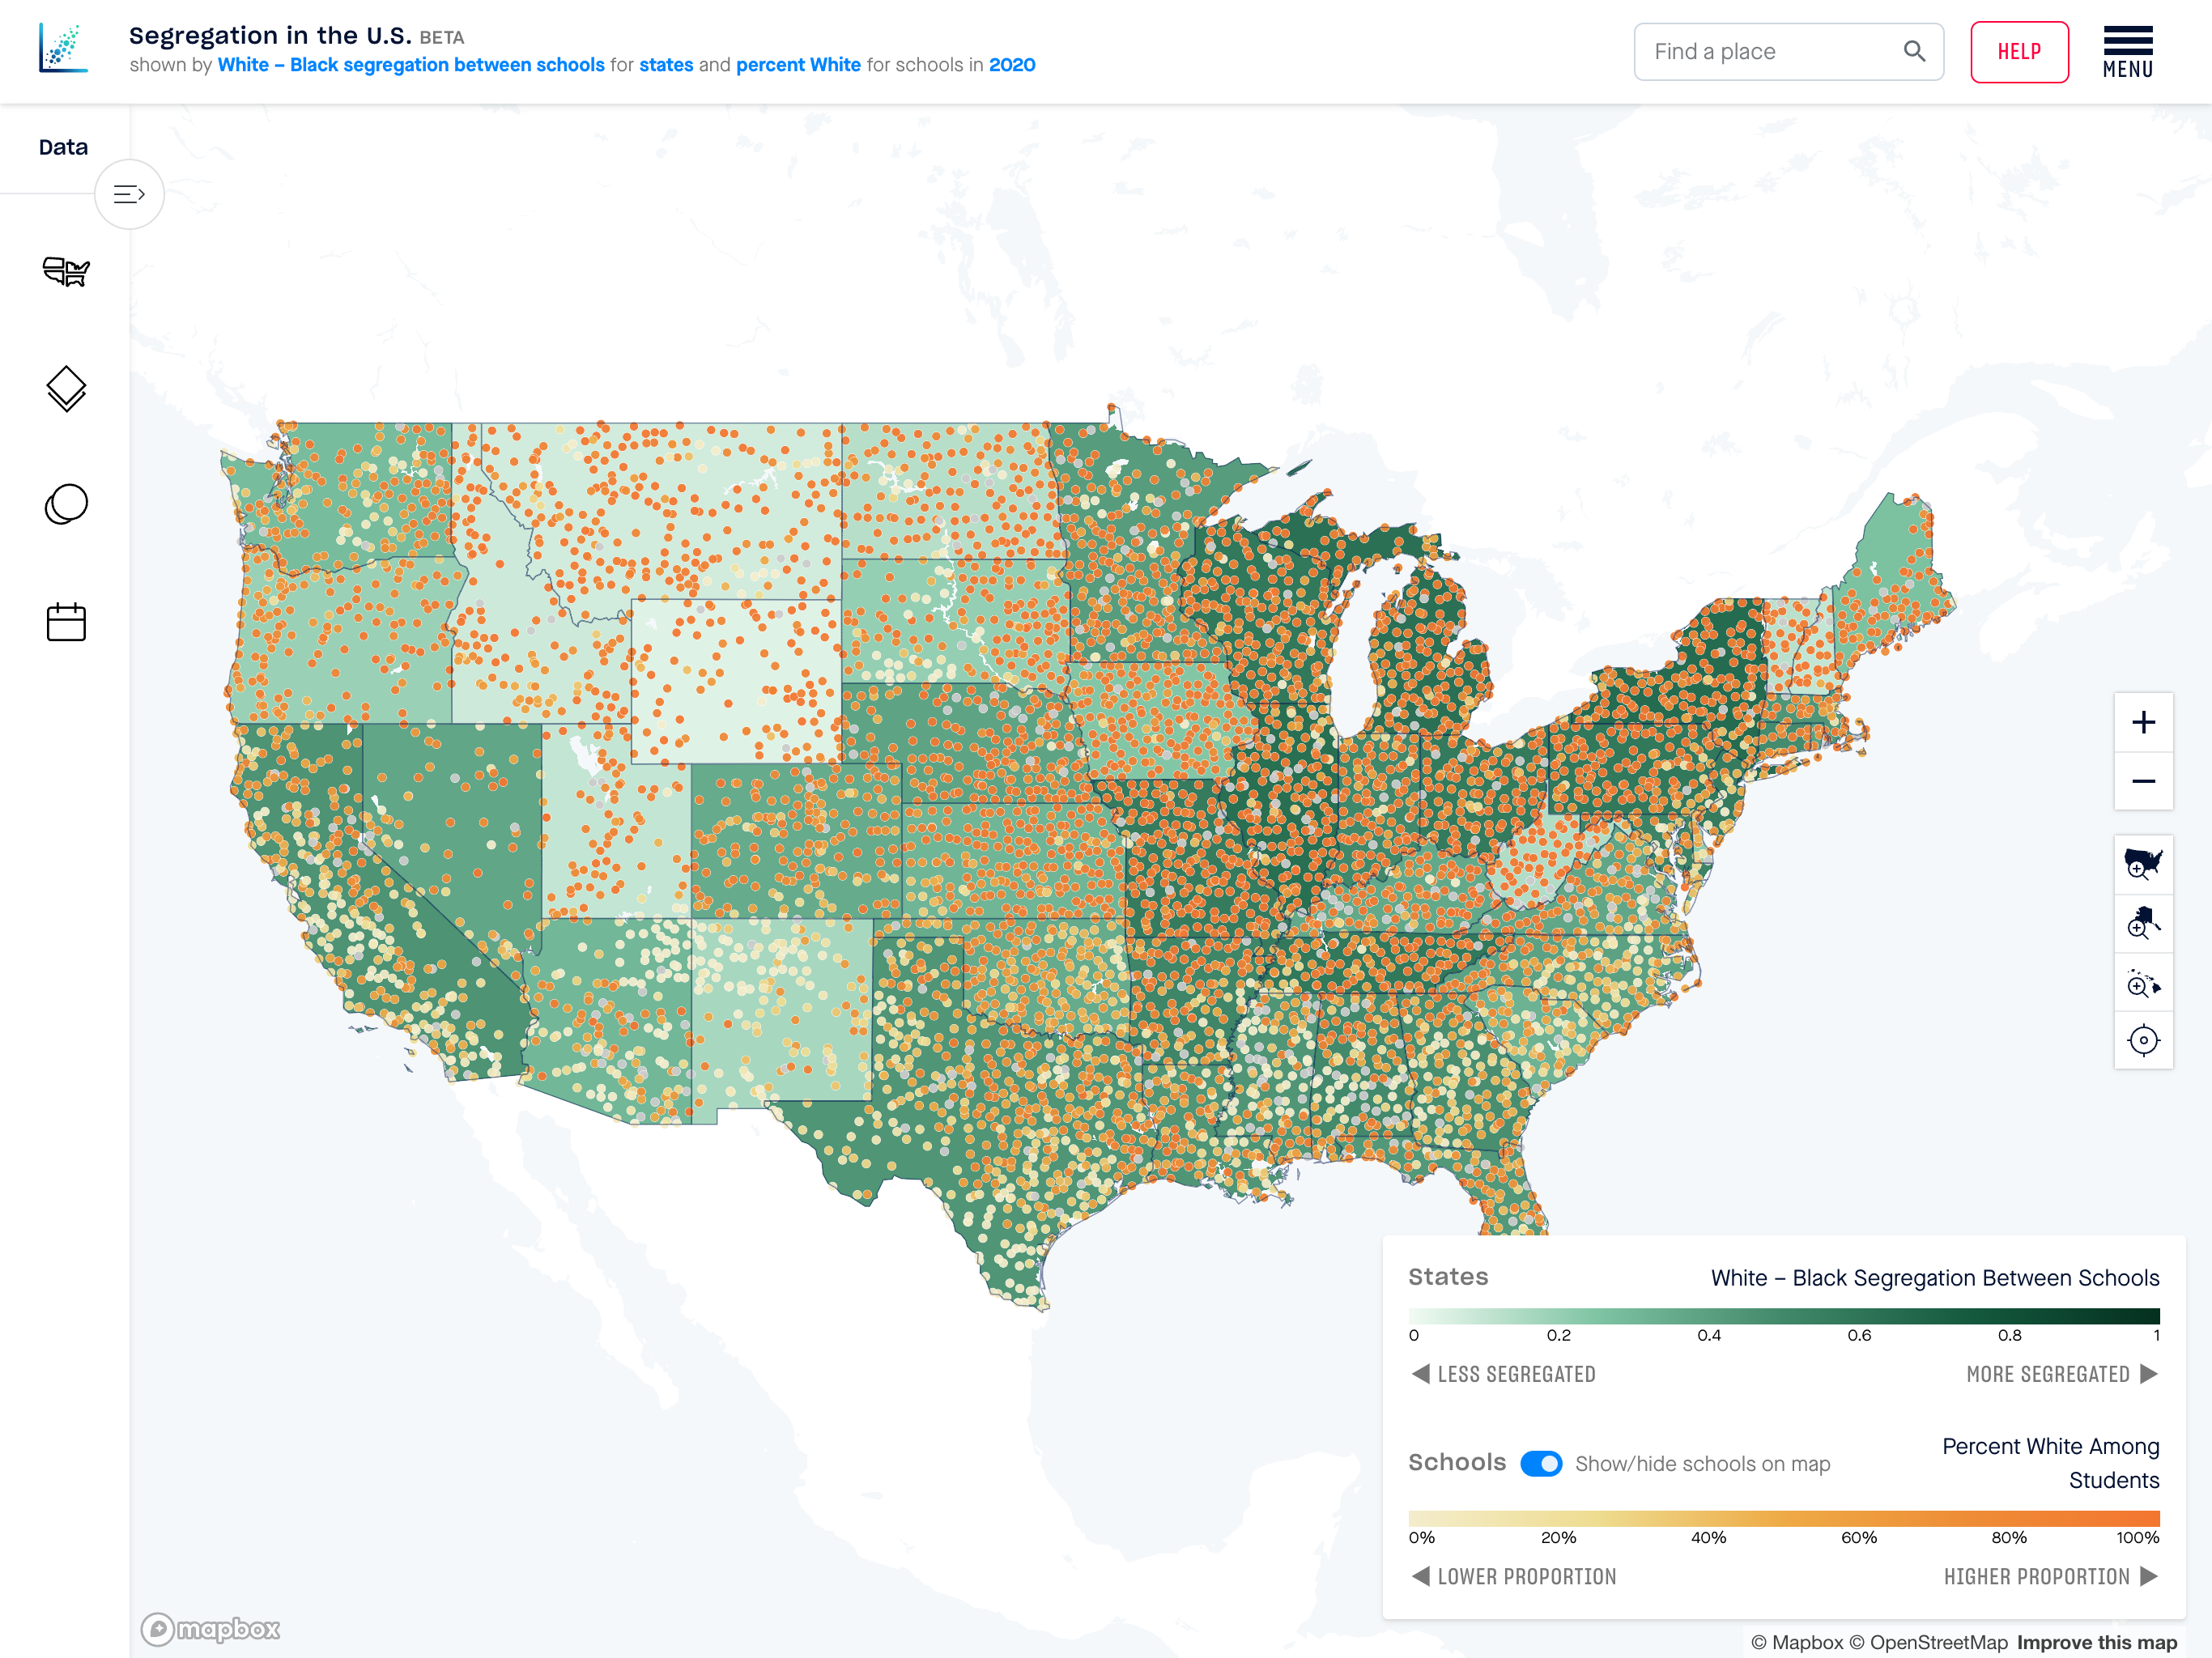 Segregation in the U.S. BETA
shown by White – Black segregation between schools for states and percent White for schools in 2020
Find a place
HELP
MENU
Data
States
White – Black Segregation Between Schools
0 0.2 0.4 0.6 0.8 1
LESS SEGREGATED
MORE SEGREGATED
Schools
Show/hide schools on map
Percent White Among
Students
0% 20% 40% 60% 80% 100%
LOWER PROPORTION
HIGHER PROPORTION
mapbox
© Mapbox © OpenStreetMap Improve this map